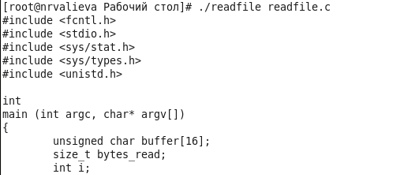 [root@nrvalieva Рабочий стол]# ./readfile readfile.c
#include <fcntl.h>
#include <stdio.h>
#include <sys/stat.h>
#include <sys/types.h>
#include <unistd.h>
int
main (int argc, char* argv[])
{
unsigned char buffer[16];
size_t bytes_read;
int i;